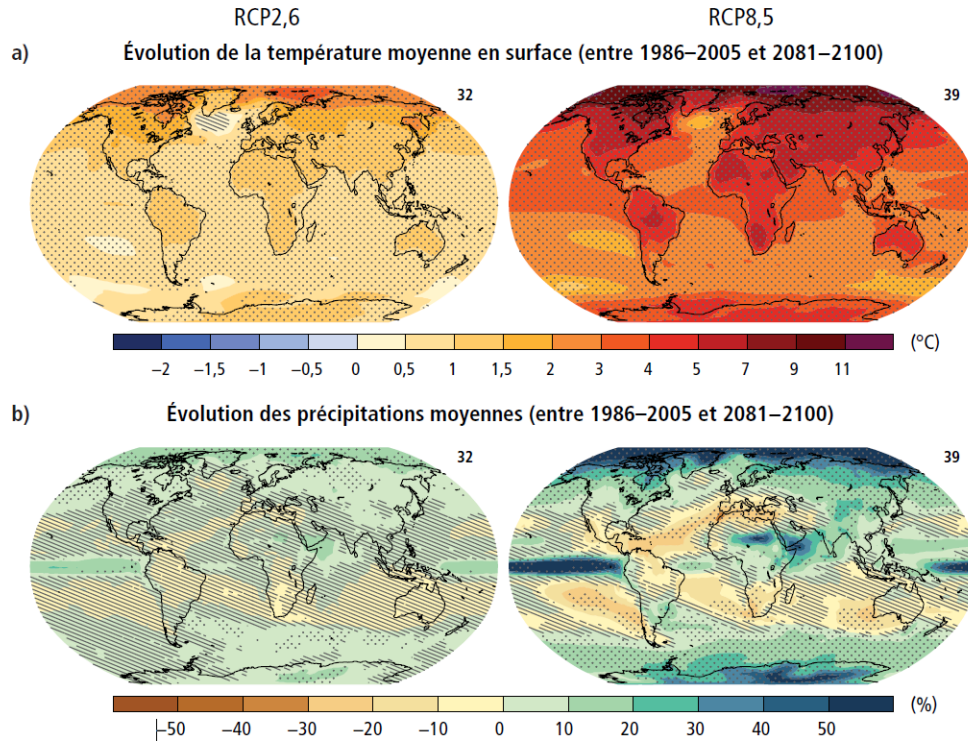 RCP2,6 RCP8,5
a) Évolution de la température moyenne en surface (entre 1986–2005 et 2081–2100)
32 39
–2 –1,5 –1 –0,5 0 0,5 1 1,5 2 3 4 5 7 9 11 (°C)
b) Évolution des précipitations moyennes (entre 1986–2005 et 2081–2100)
32 39
–50 –40 –30 –20 –10 0 10 20 30 40 50 (%)